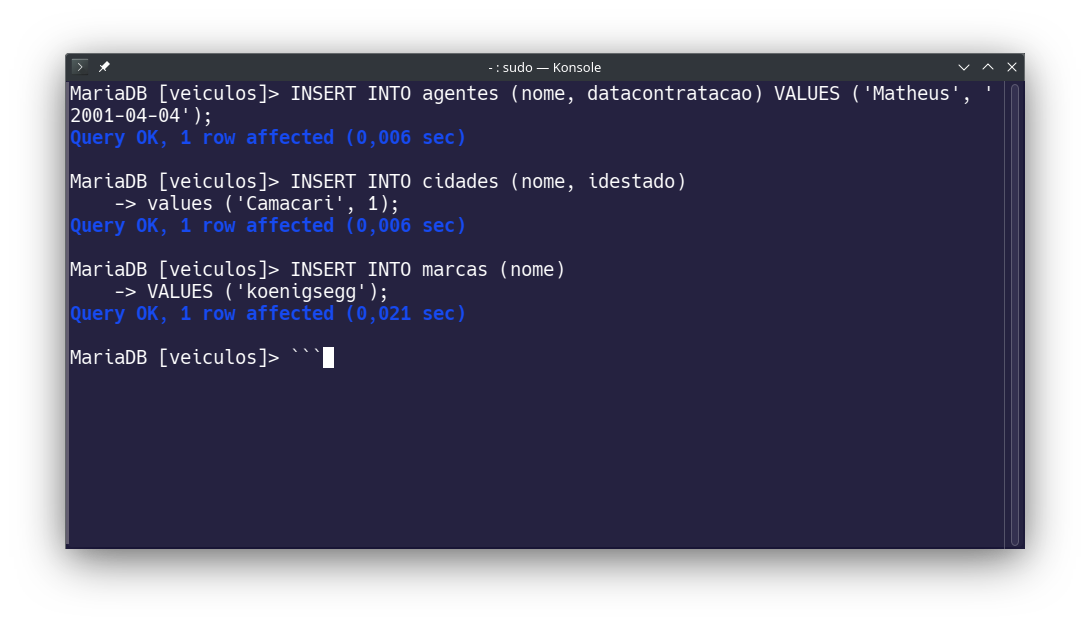 - : sudo — Konsole
MariaDB [veiculos]> INSERT INTO agentes (nome, datacontratacao) VALUES ('Matheus', '
2001-04-04');
Query OK, 1 row affected (0,006 sec)
MariaDB [veiculos]> INSERT INTO cidades (nome, idestado)
    -> values ('Camacari', 1);
Query OK, 1 row affected (0,006 sec)
MariaDB [veiculos]> INSERT INTO marcas (nome)
    -> VALUES ('koenigsegg');
Query OK, 1 row affected (0,021 sec)
MariaDB [veiculos]> ```